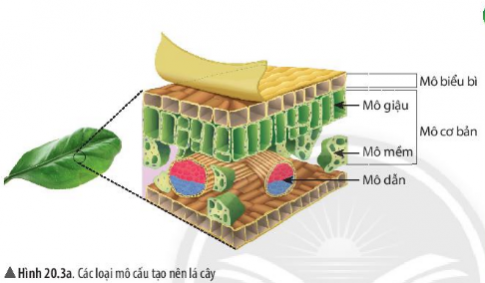 Mô biểu bì
Mô giậu
Mô cơ bản
Mô mềm
Mô dẫn
▲ Hình 20.3a. Các loại mô cấu tạo nên lá cây